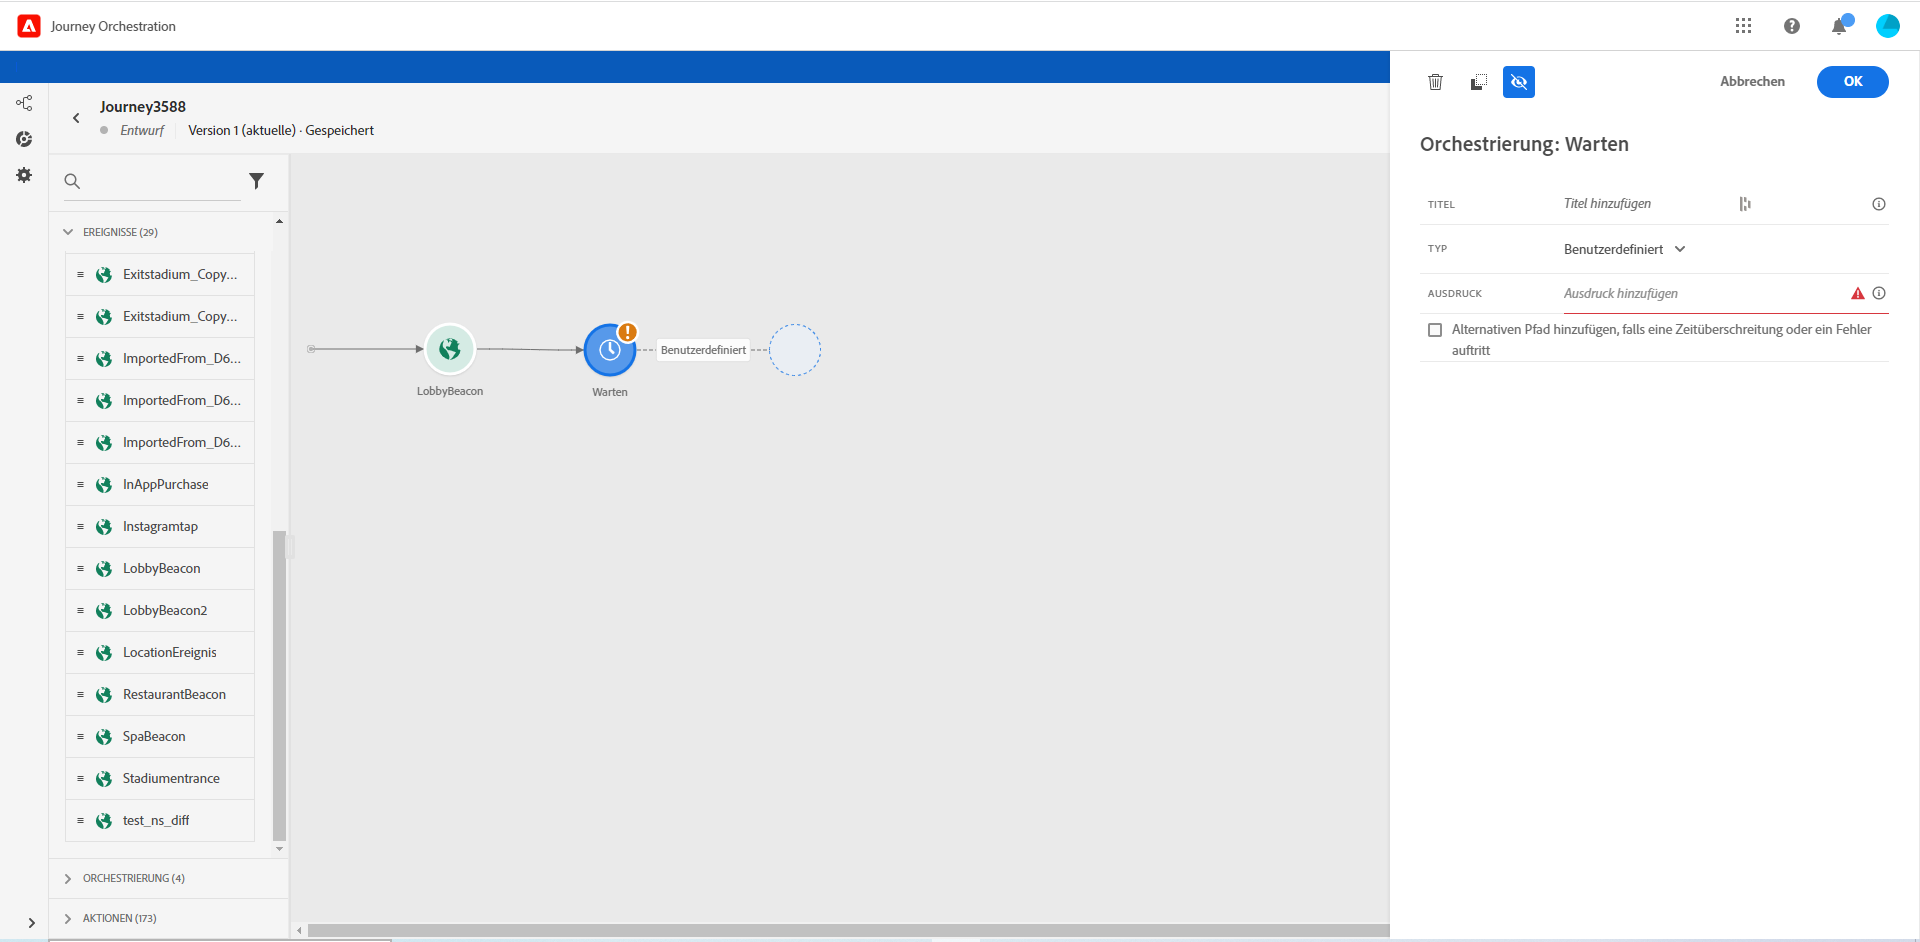 Journey Orchestration
Journey3588
Entwurf
Version 1 (aktuelle) · Gespeichert
EREIGNISSE (29)
Exitstadium_Copy...
Exitstadium_Copy...
ImportedFrom_D6...
ImportedFrom_D6...
ImportedFrom_D6...
InAppPurchase
Instagramtap
LobbyBeacon
LobbyBeacon2
LocationEreignis
RestaurantBeacon
SpaBeacon
Stadiumentrance
test_ns_diff
ORCHESTRIERUNG (4)
AKTIONEN (173)
LobbyBeacon
Warten
Benutzerdefiniert
Abbrechen
OK
Orchestrierung: Warten
TITEL
Titel hinzufügen
TYP
Benutzerdefiniert
AUSDRUCK
Ausdruck hinzufügen
Alternativen Pfad hinzufügen, falls eine Zeitüberschreitung oder ein Fehler
auftritt